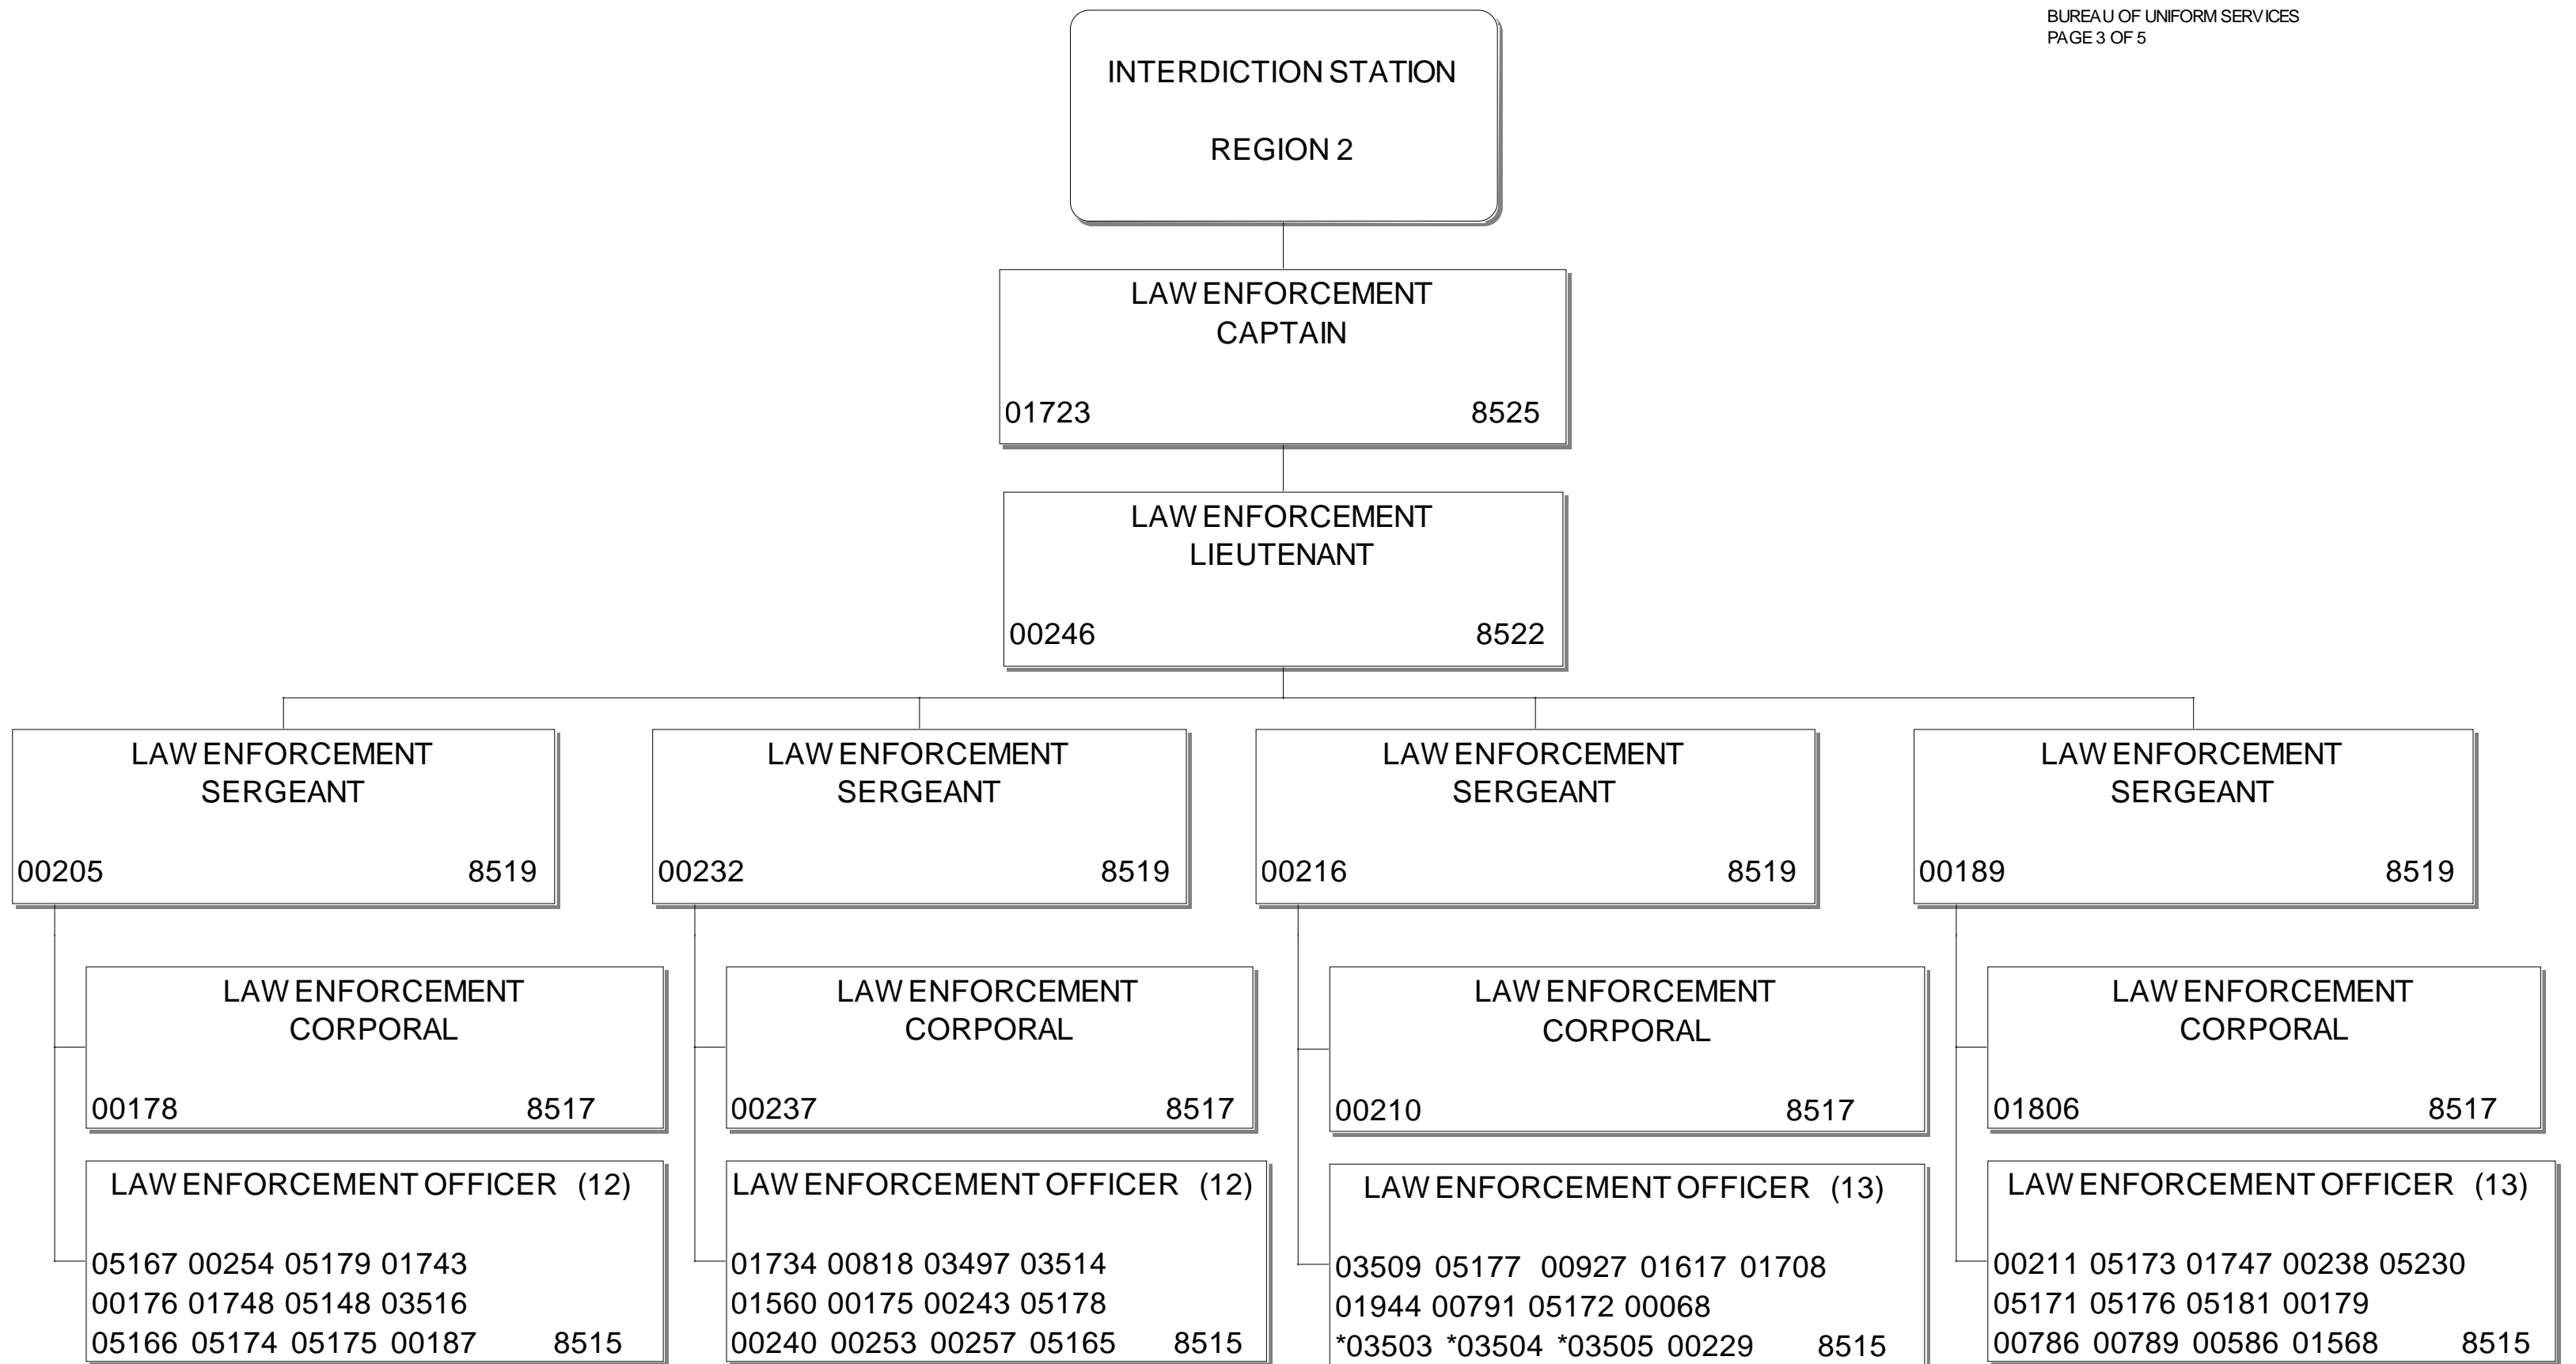 BUREAU OF UNIFORM SERVICES
PAGE 3 OF 5
INTERDICTION STATION
REGION 2
LAW ENFORCEMENT
CAPTAIN
01723 8525
LAW ENFORCEMENT
LIEUTENANT
00246 8522
LAW ENFORCEMENT
SERGEANT
00205 8519
LAW ENFORCEMENT
SERGEANT
00232 8519
LAW ENFORCEMENT
SERGEANT
00216 8519
LAW ENFORCEMENT
SERGEANT
00189 8519
LAW ENFORCEMENT
CORPORAL
00178 8517
LAW ENFORCEMENT
CORPORAL
00237 8517
LAW ENFORCEMENT
CORPORAL
00210 8517
LAW ENFORCEMENT
CORPORAL
01806 8517
LAW ENFORCEMENT OFFICER (12)
05167 00254 05179 01743
00176 01748 05148 03516
05166 05174 05175 00187 8515
LAW ENFORCEMENT OFFICER (12)
01734 00818 03497 03514
01560 00175 00243 05178
00240 00253 00257 05165 8515
LAW ENFORCEMENT OFFICER (13)
03509 05177 00927 01617 01708
01944 00791 05172 00068
*03503 *03504 *03505 00229 8515
LAW ENFORCEMENT OFFICER (13)
00211 05173 01747 00238 05230
05171 05176 05181 00179
00786 00789 00586 01568 8515